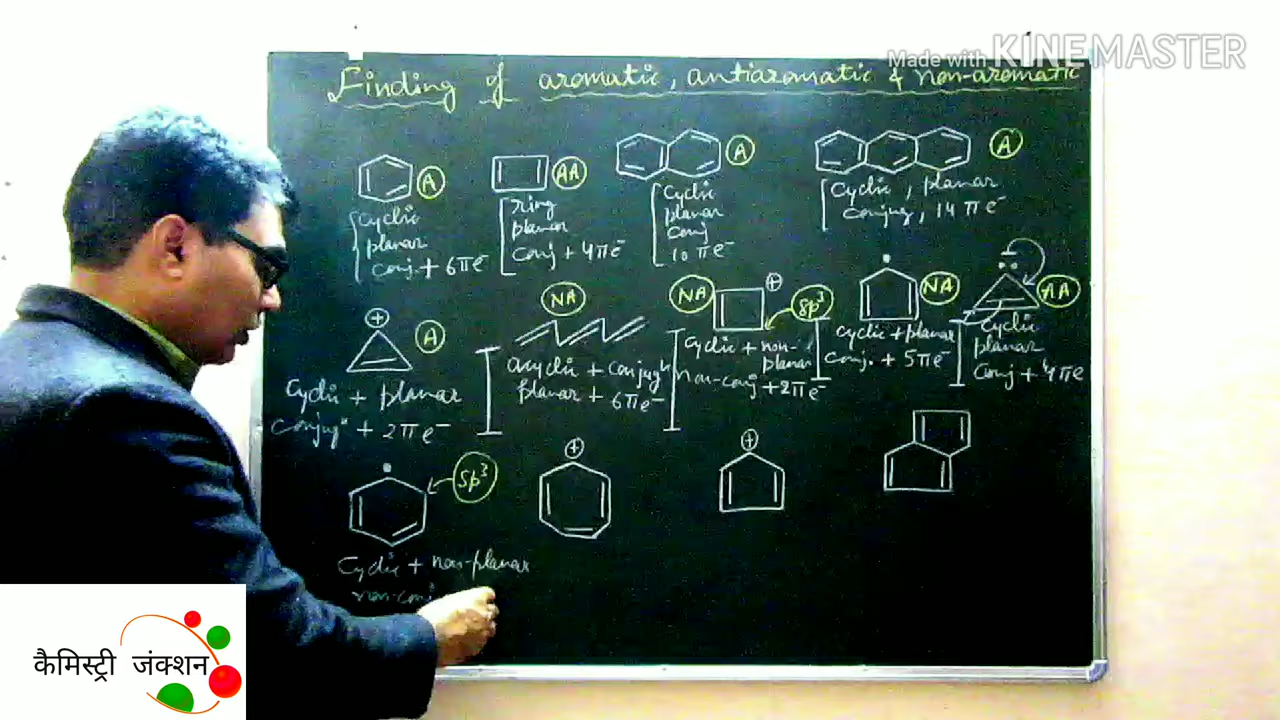 Made with KINEMASTER
Finding of aromatic, antiaromatic & non-aromatic
A
cyclic
planar
conj. + 6πe⁻
AA
ring
planar
conj + 4πe⁻
A
Cyclic
planar
conj
10 πe⁻
A
Cyclic, planar
conjug, 14 πe⁻
+
A
Cyclic + planar
conjugⁿ + 2πe⁻
NA
acyclic + conjugⁿ
planar + 6πe⁻
NA
+
sp³
cyclic + non-
planar
non-conj + 2πe⁻
NA
cyclic + planar
conj. + 5πe⁻
AA
cyclic
planar
conj + 4πe
sp³
Cyclic + non-planar
non-conj
+
+
कैमिस्ट्री जंक्शन